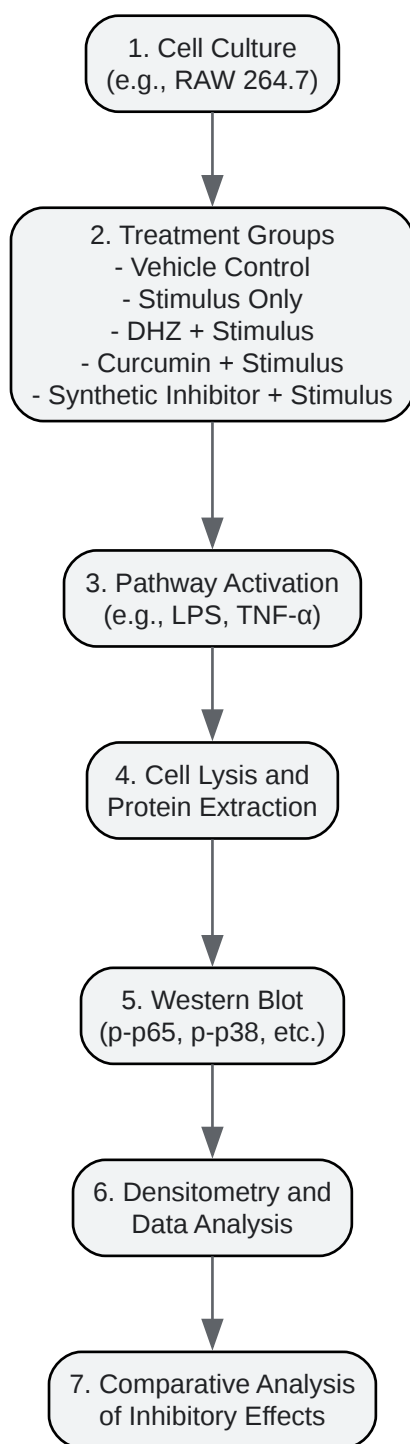 1. Cell Culture
(e.g., RAW 264.7)
2. Treatment Groups
- Vehicle Control
- Stimulus Only
- DHZ + Stimulus
- Curcumin + Stimulus
- Synthetic Inhibitor + Stimulus
3. Pathway Activation
(e.g., LPS, TNF-α)
4. Cell Lysis and
Protein Extraction
5. Western Blot
(p-p65, p-p38, etc.)
6. Densitometry and
Data Analysis
7. Comparative Analysis
of Inhibitory Effects